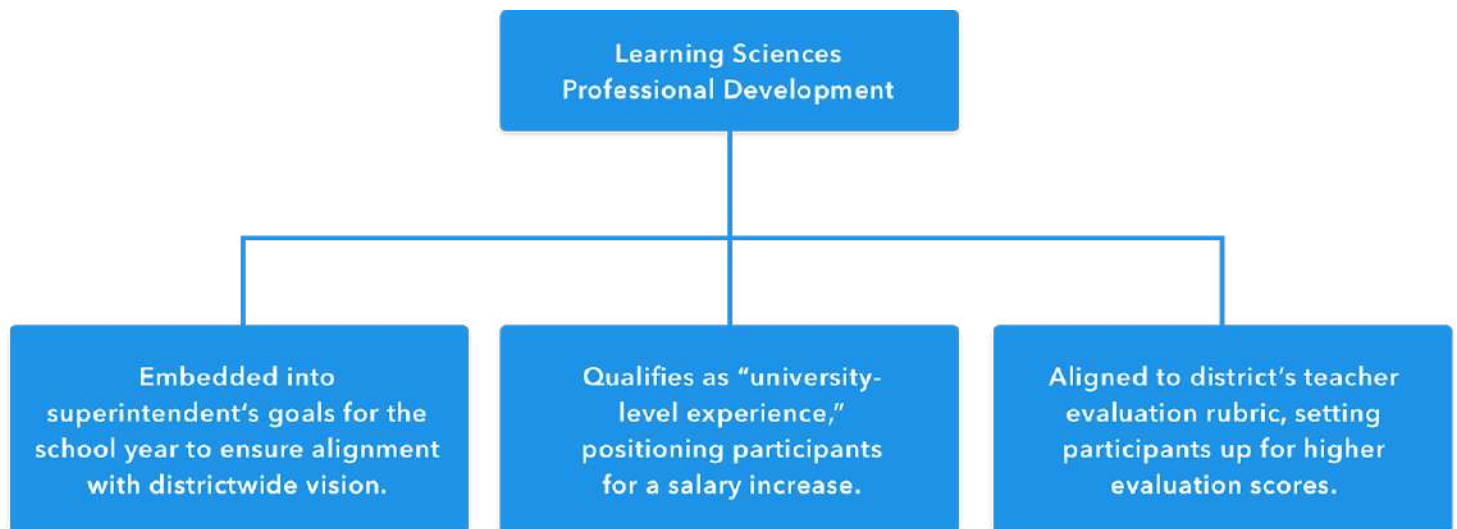 Learning Sciences
Professional Development
Embedded into
superintendent‘s goals for the
school year to ensure alignment
with districtwide vision.
Qualifies as “university-
level experience,”
positioning participants
for a salary increase.
Aligned to district‘s teacher
evaluation rubric, setting
participants up for higher
evaluation scores.